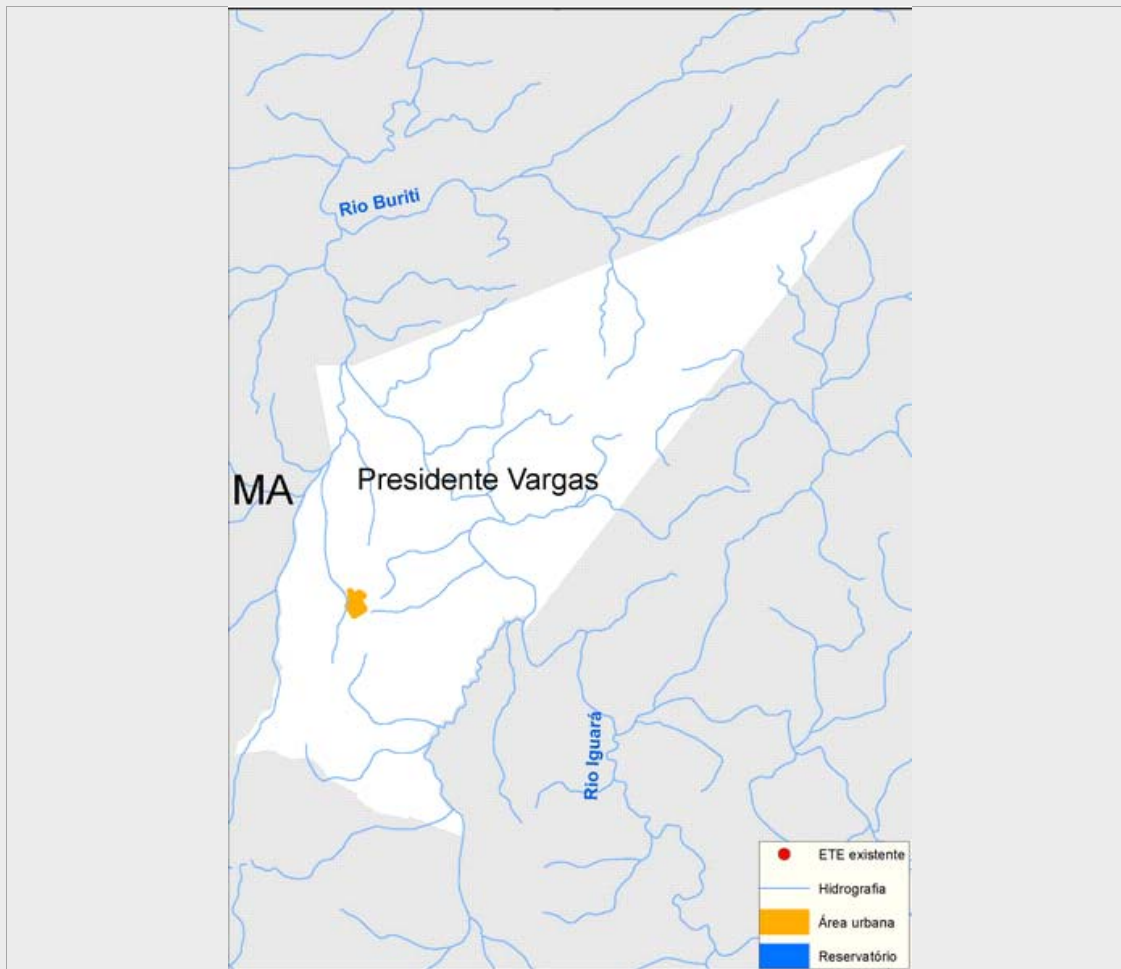 Rio Buriti
MA
Presidente Vargas
Rio Iguará
ETE existente
Hidrografia
Área urbana
Reservatório